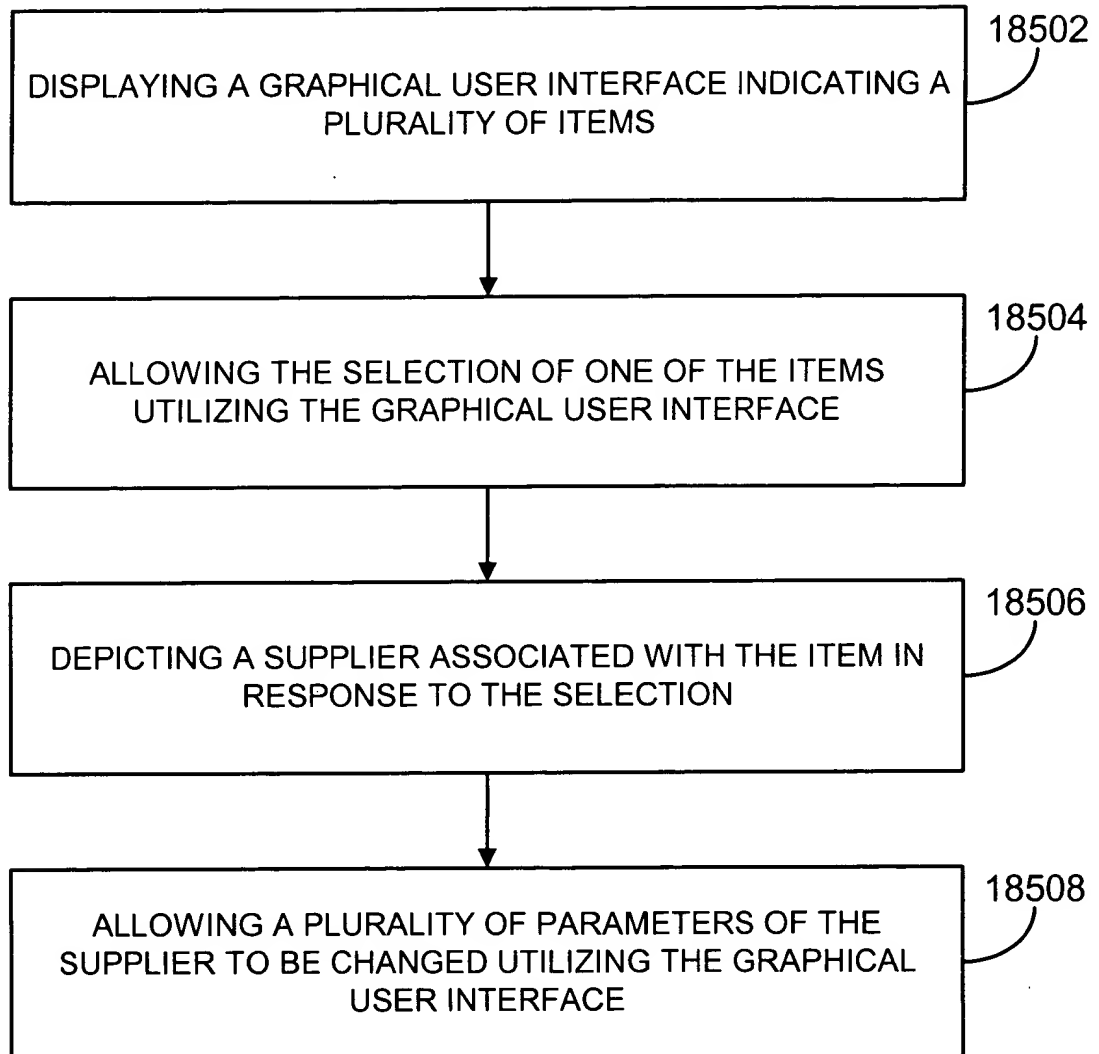 18502
DISPLAYING A GRAPHICAL USER INTERFACE INDICATING A
PLURALITY OF ITEMS
18504
ALLOWING THE SELECTION OF ONE OF THE ITEMS
UTILIZING THE GRAPHICAL USER INTERFACE
18506
DEPICTING A SUPPLIER ASSOCIATED WITH THE ITEM IN
RESPONSE TO THE SELECTION
18508
ALLOWING A PLURALITY OF PARAMETERS OF THE
SUPPLIER TO BE CHANGED UTILIZING THE GRAPHICAL
USER INTERFACE